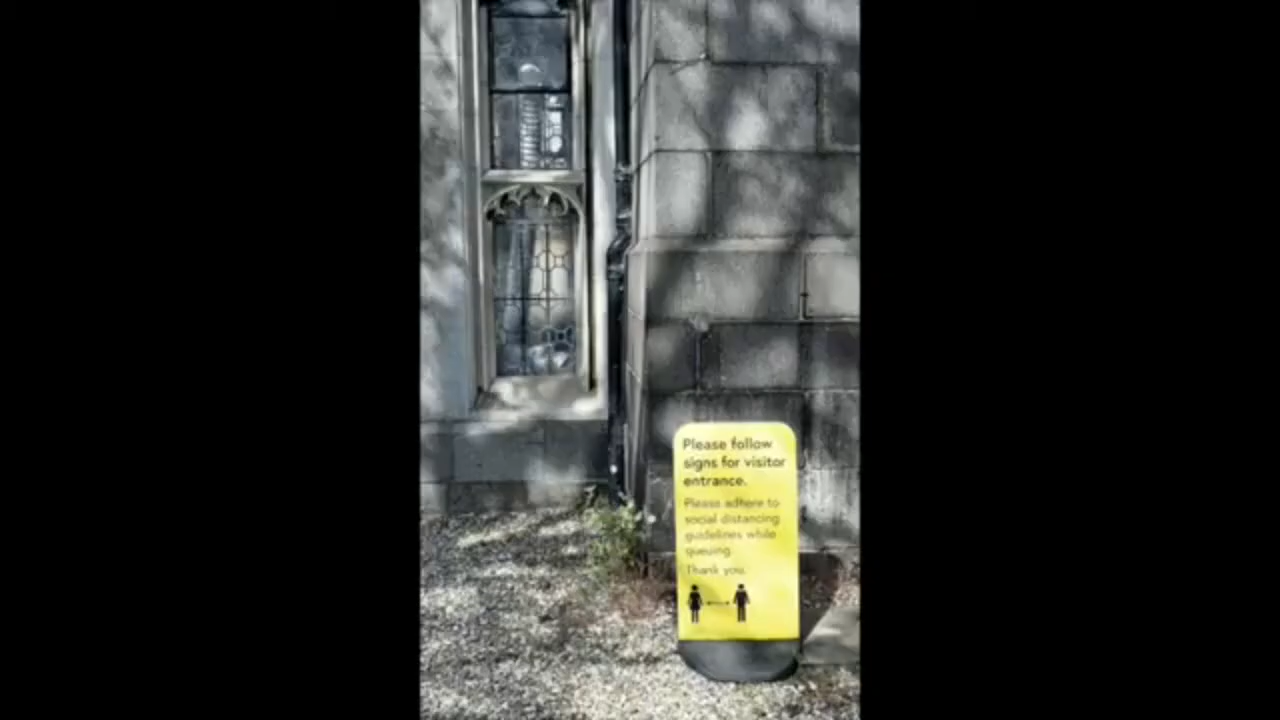 Please follow
signs for visitor
entrance.
Please adhere to
social distancing
guidelines while
queuing.
Thank you.